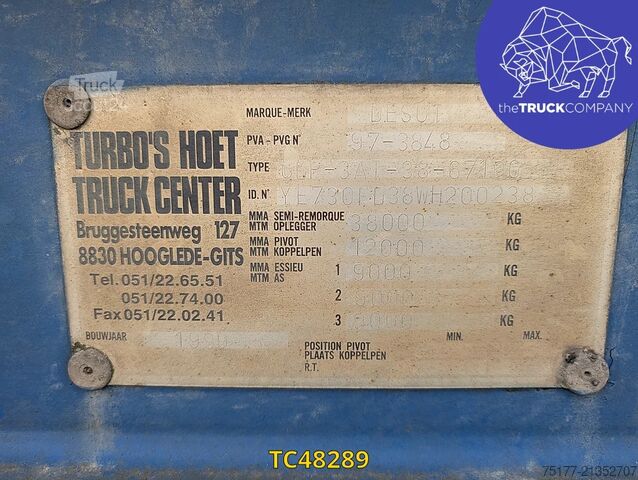 theTRUCKCOMPANY
TURBO'S HOET
TRUCK CENTER
Bruggesteenweg 127
8830 HOOGLEDE-GITS
Tel. 051/22.65.51
051/22.74.00
Fax 051/22.02.41
BOUWJAAR
MARQUE-MERK DESOT
PVA - PVG N° 97-3848
TYPE
ID. N° YE730FG38WH200238
MMA SEMI-REMORQUE
MTM OPLEGGER 38000 KG
MMA PIVOT
MTM KOPPELPEN 12000 KG
MMA ESSIEU
MTM AS 1 9000 KG
2 KG
3 KG
MIN. MAX.
POSITION PIVOT
PLAATS KOPPELPEN
R.T.
TC48289
75177-21352707